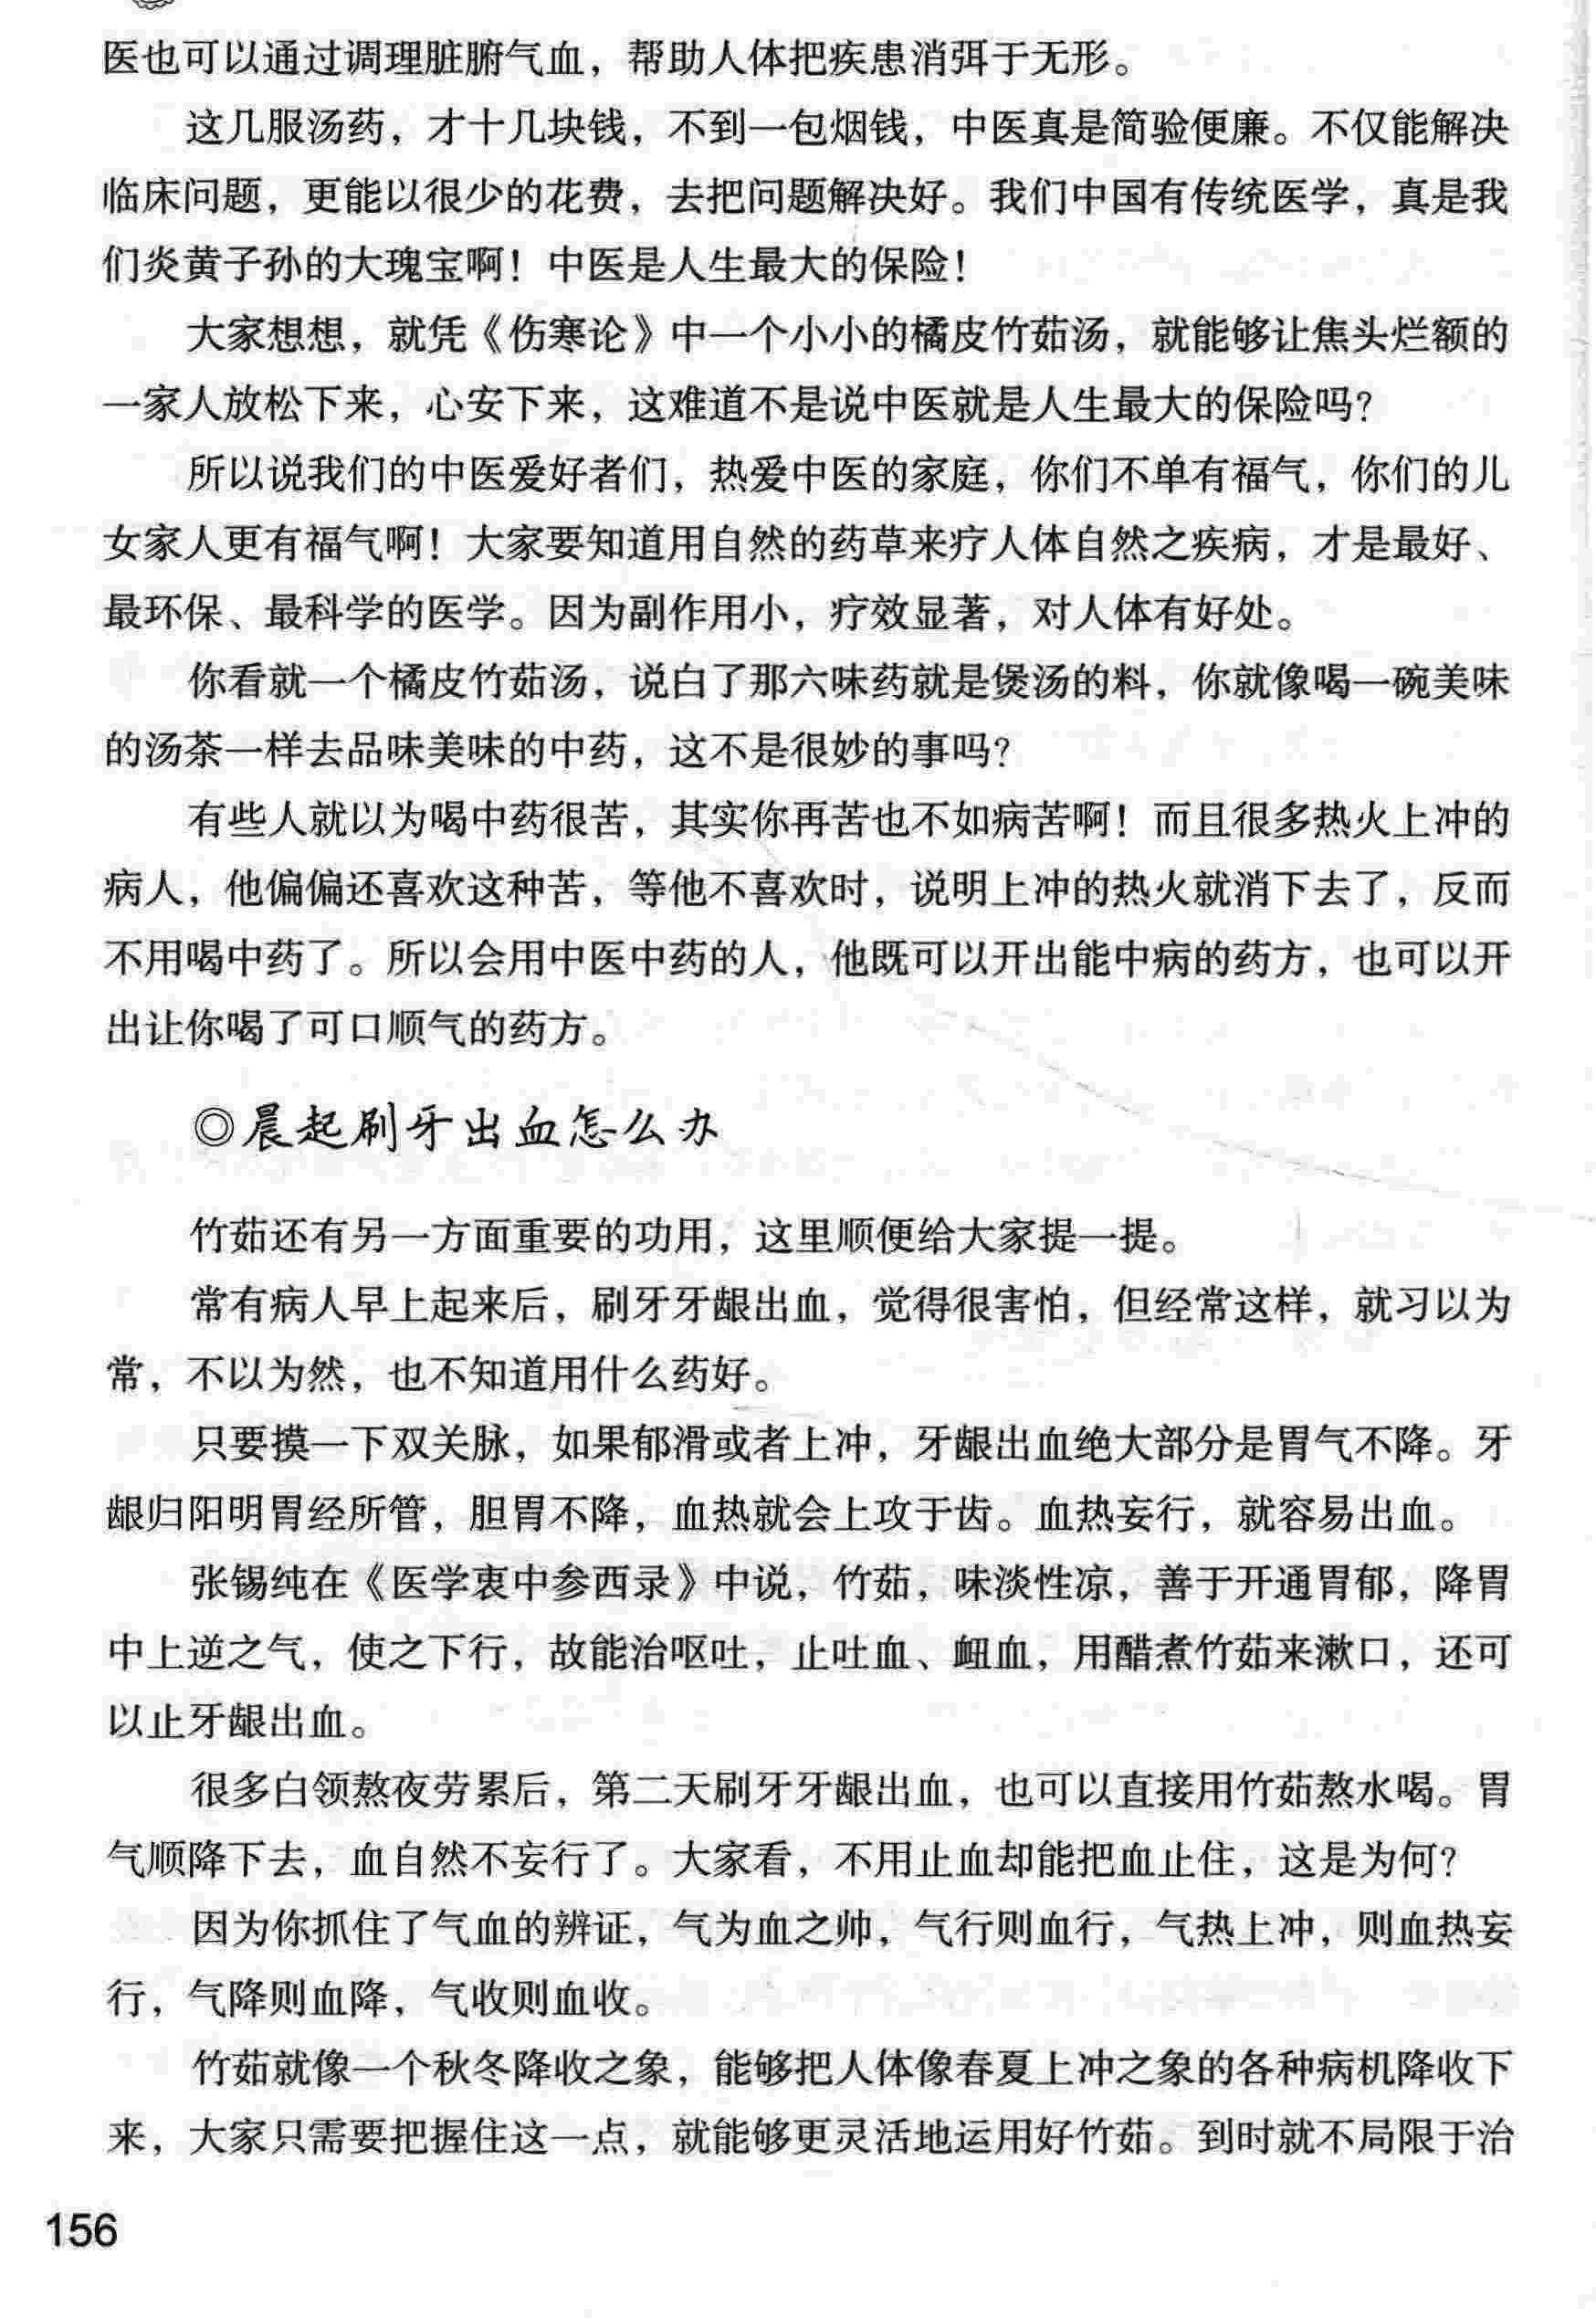 医也可以通过调理脏腑气血，帮助人体把疾患消弭于无形。
这几服汤药，才十几块钱，不到一包烟钱，中医真是简验便廉。不仅能解决
临床问题，更能以很少的花费，去把问题解决好。我们中国有传统医学，真是我
们炎黄子孙的大瑰宝啊！中医是人生最大的保险！
大家想想，就凭《伤寒论》中一个小小的橘皮竹茹汤，就能够让焦头烂额的
一家人放松下来，心安下来，这难道不是说中医就是人生最大的保险吗？
所以说我们的中医爱好者们，热爱中医的家庭，你们不单有福气，你们的儿
女家人更有福气啊！大家要知道用自然的药草来疗人体自然之疾病，才是最好、
最环保、最科学的医学。因为副作用小，疗效显著，对人体有好处。
你看就一个橘皮竹茹汤，说白了那六味药就是煲汤的料，你就像喝一碗美味
的汤茶一样去品味美味的中药，这不是很妙的事吗？
有些人就以为喝中药很苦，其实你再苦也不如病苦啊！而且很多热火上冲的
病人，他偏偏还喜欢这种苦，等他不喜欢时，说明上冲的热火就消下去了，反而
不用喝中药了。所以会用中医中药的人，他既可以开出能中病的药方，也可以开
出让你喝了可口顺气的药方。
◎晨起刷牙出血怎么办
竹茹还有另一方面重要的功用，这里顺便给大家提一提。
常有病人早上起来后，刷牙牙龈出血，觉得很害怕，但经常这样，就习以为
常，不以为然，也不知道用什么药好。
只要摸一下双关脉，如果郁滑或者上冲，牙龈出血绝大部分是胃气不降。牙
龈归阳明胃经所管，胆胃不降，血热就会上攻于齿。血热妄行，就容易出血。
张锡纯在《医学衷中参西录》中说，竹茹，味淡性凉，善于开通胃郁，降胃
中上逆之气，使之下行，故能治呕吐，止吐血、衄血，用醋煮竹茹来漱口，还可
以止牙龈出血。
很多白领熬夜劳累后，第二天刷牙牙龈出血，也可以直接用竹茹熬水喝。胃
气顺降下去，血自然不妄行了。大家看，不用止血却能把血止住，这是为何？
因为你抓住了气血的辨证，气为血之帅，气行则血行，气热上冲，则血热妄
行，气降则血降，气收则血收。
竹茹就像一个秋冬降收之象，能够把人体像春夏上冲之象的各种病机降收下
来，大家只需要把握住这一点，就能够更灵活地运用好竹茹。到时就不局限于治
156